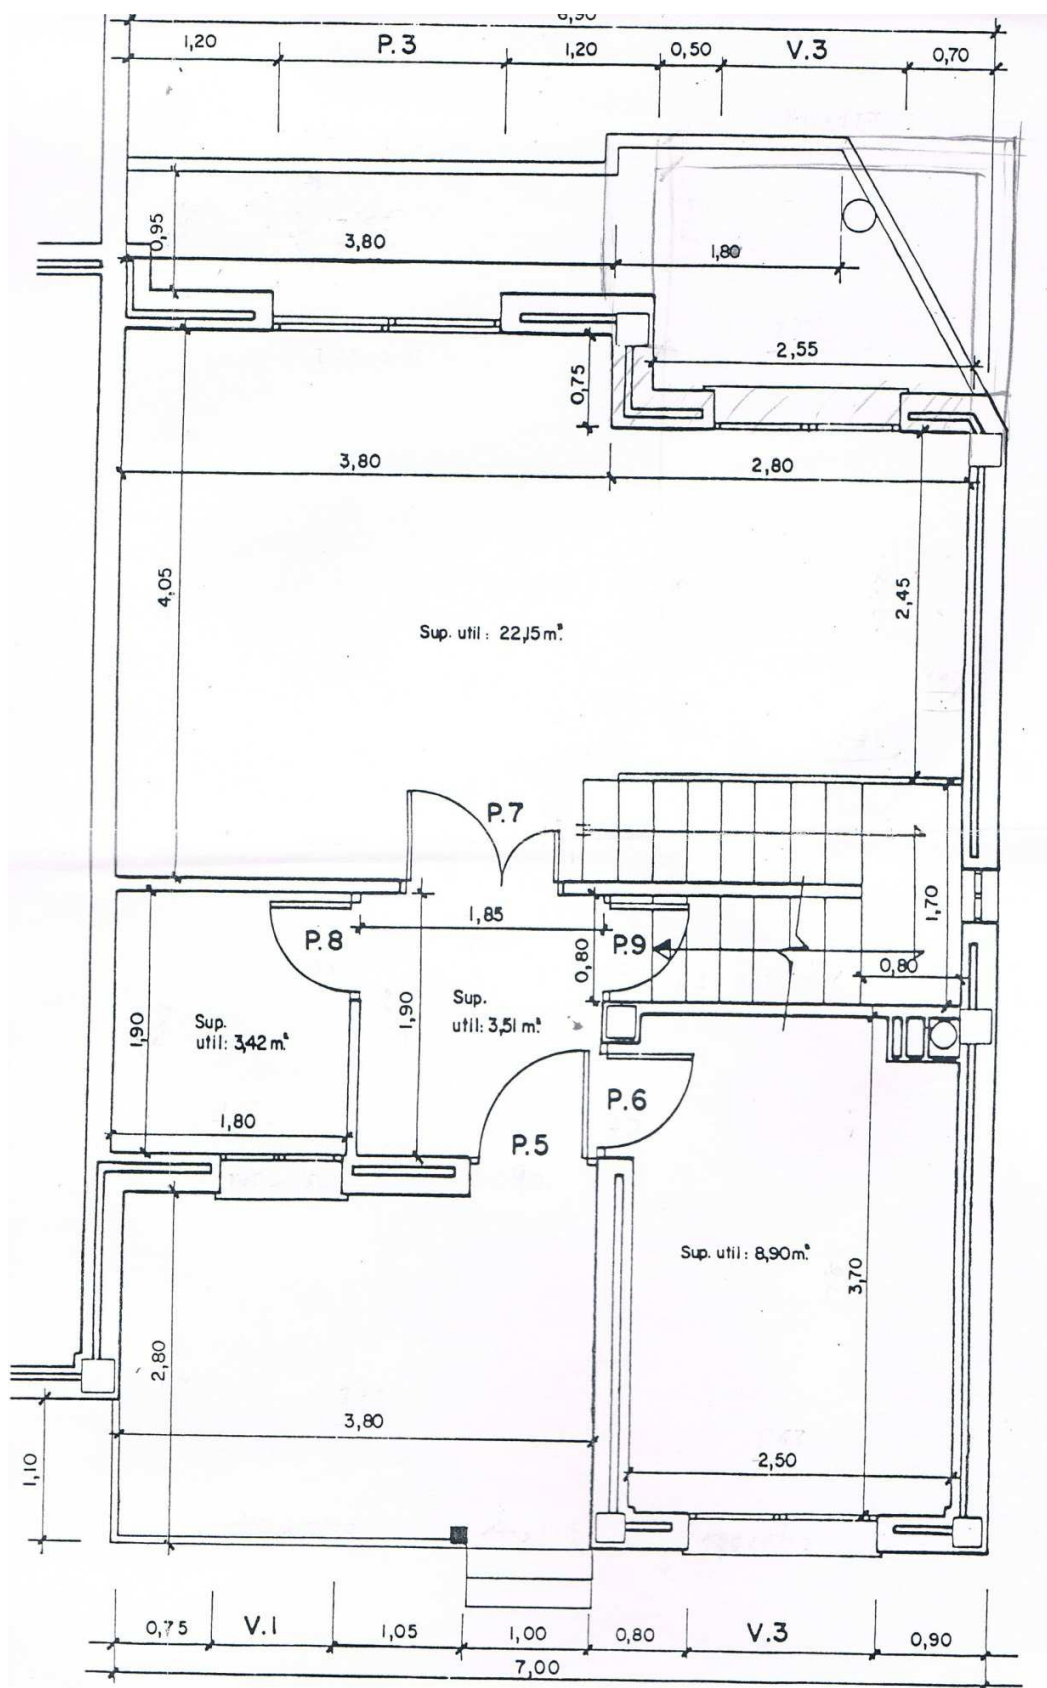 6,90
1,20 P.3 1,20 0,50 V.3 0,70
0,95
3,80
1,80
2,55
0,75
3,80
2,80
4,05
2,45
Sup. util: 22,15 m².
P.7
1,85
1,70
P.8
P.9
0,80
0,80
1,90
1,90
Sup.
util: 3,42 m².
Sup.
util: 3,51 m².
1,80
P.6
P.5
Sup. util: 8,90 m².
3,70
2,80
3,80
2,50
1,10
0,75 V.1 1,05 1,00 0,80 V.3 0,90
7,00